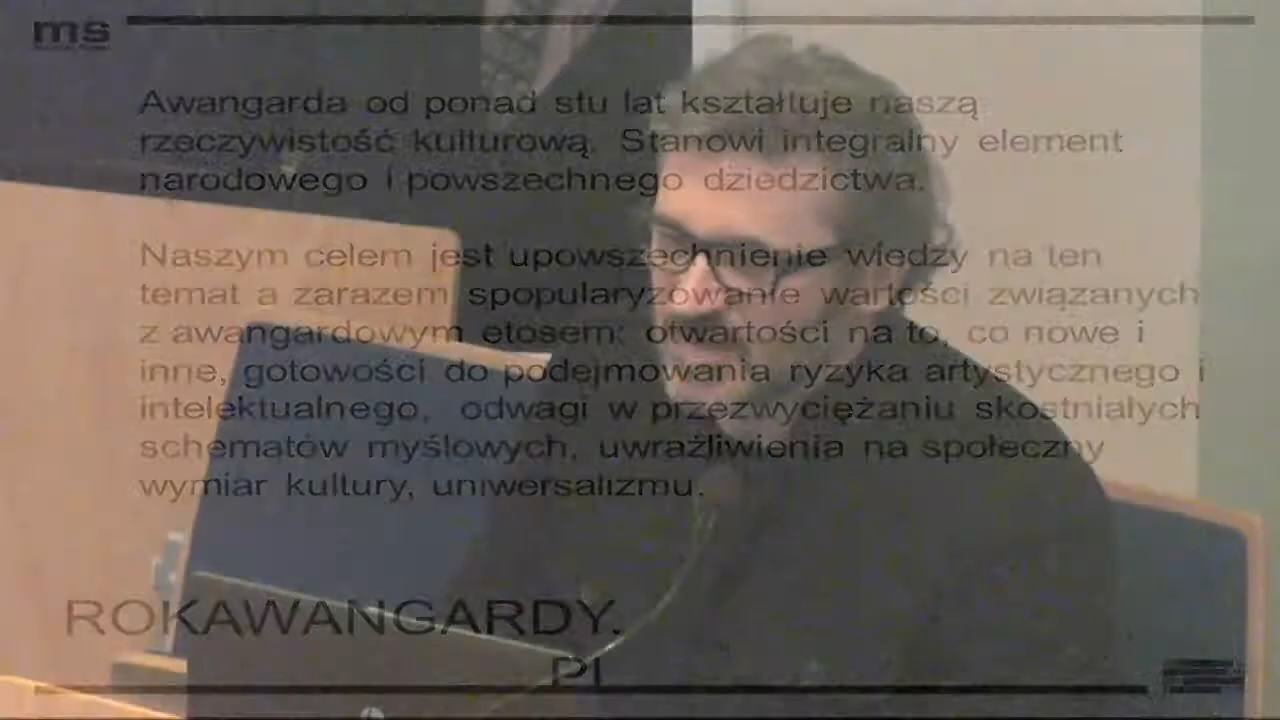 ms
Awangarda od ponad stu lat kształtuje naszą
rzeczywistość kulturową. Stanowi integralny element
narodowego i powszechnego dziedzictwa.
Naszym celem jest upowszechnienie wiedzy na ten
temat a zarazem spopularyzowanie wartości związanych
z awangardowym etosem: otwartości na to, co nowe i
inne, gotowości do podejmowania ryzyka artystycznego i
intelektualnego, odwagi w przezwyciężaniu skostniałych
schematów myślowych, uwrażliwienia na społeczny
wymiar kultury, uniwersalizmu.
ROKAWANGARDY.
PL